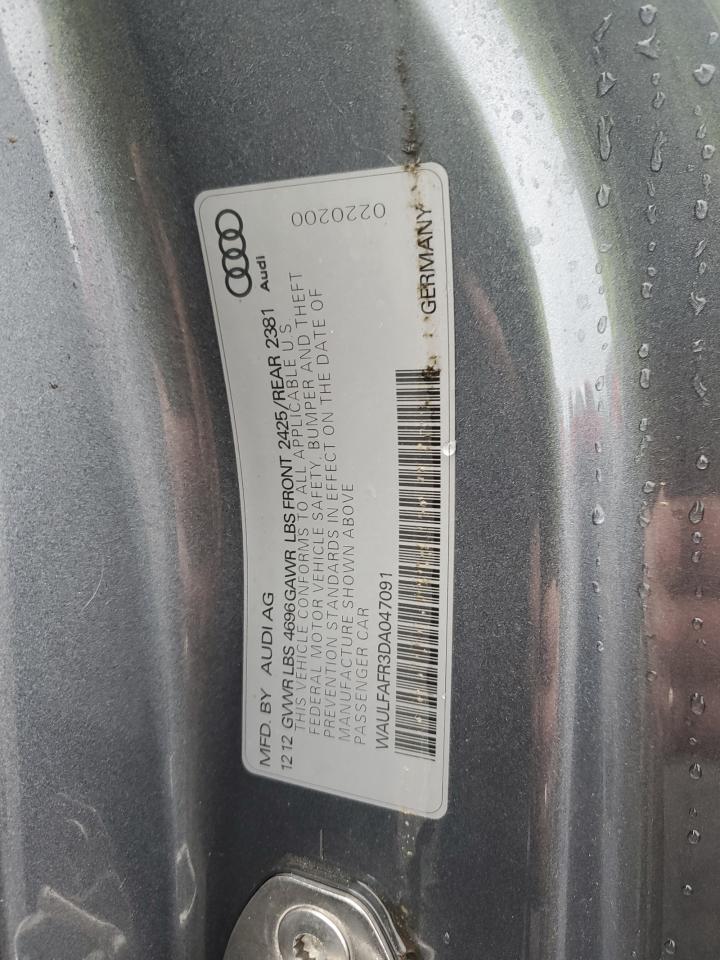 MFD. BY AUDI AG
12 12 GVWR LBS 4696 GAWR LBS FRONT 2425/REAR 2381
THIS VEHICLE CONFORMS TO ALL APPLICABLE U S
FEDERAL MOTOR VEHICLE SAFETY, BUMPER AND THEFT
PREVENTION STANDARDS IN EFFECT ON THE DATE OF
MANUFACTURE SHOWN ABOVE
PASSENGER CAR
WAULFAFR3DA047091
Audi
0220200
GERMANY